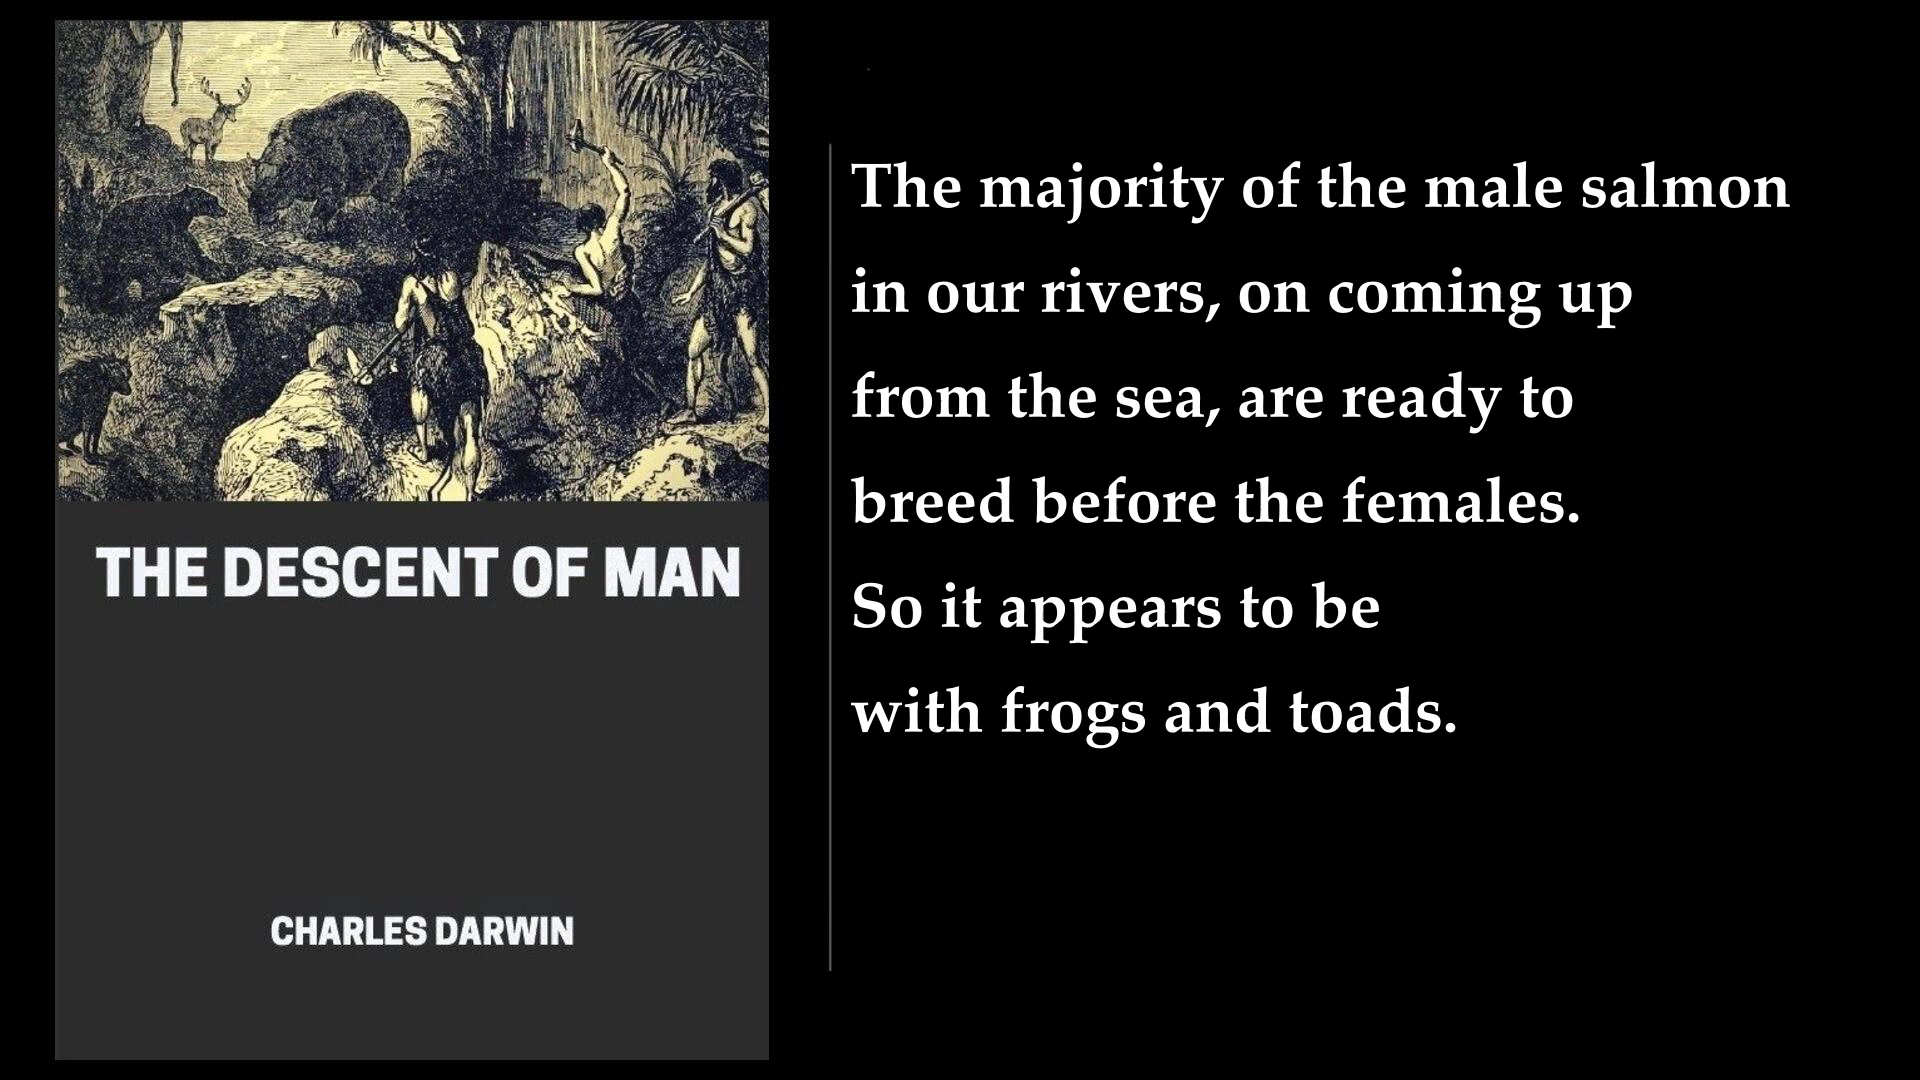 THE DESCENT OF MAN
CHARLES DARWIN
The majority of the male salmon
in our rivers, on coming up
from the sea, are ready to
breed before the females.
So it appears to be
with frogs and toads.